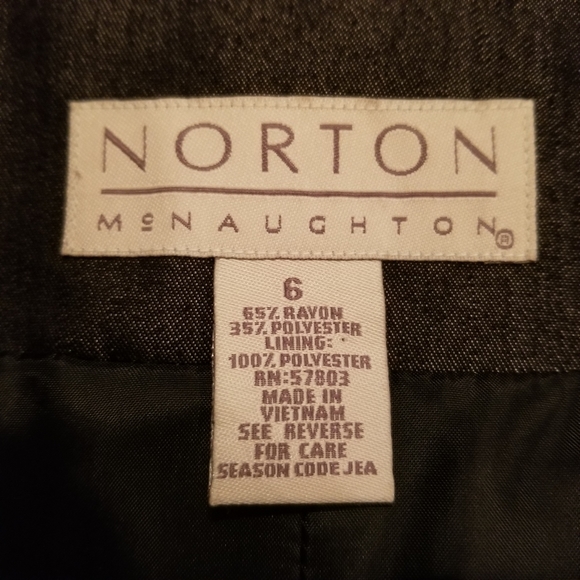 NORTON
McNAUGHTON®
6
65% RAYON
35% POLYESTER
LINING:
100% POLYESTER
RN:57803
MADE IN
VIETNAM
SEE REVERSE
FOR CARE
SEASON CODE JEA